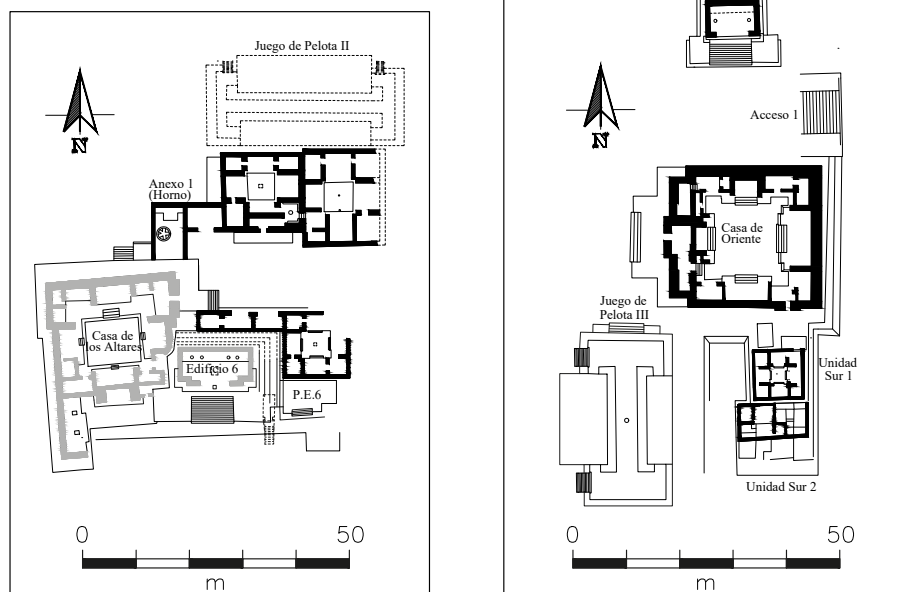 Juego de Pelota II
N
Anexo 1
(Horno)
Casa de
los Altares
Edificio 6
P.E.6
0
50
m
Acceso 1
N
Casa de
Oriente
Juego de
Pelota III
Unidad
Sur 1
Unidad Sur 2
0
50
m